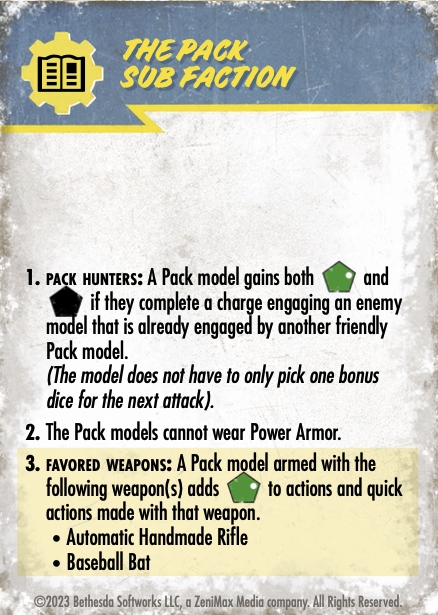 THE PACK
SUB FACTION
1. PACK HUNTERS: A Pack model gains both and
if they complete a charge engaging an enemy
model that is already engaged by another friendly
Pack model.
(The model does not have to only pick one bonus
dice for the next attack).
2. The Pack models cannot wear Power Armor.
3. FAVORED WEAPONS: A Pack model armed with the
following weapon(s) adds to actions and quick
actions made with that weapon.
• Automatic Handmade Rifle
• Baseball Bat
©2023 Bethesda Softworks LLC, a ZeniMax Media company. All Rights Reserved.